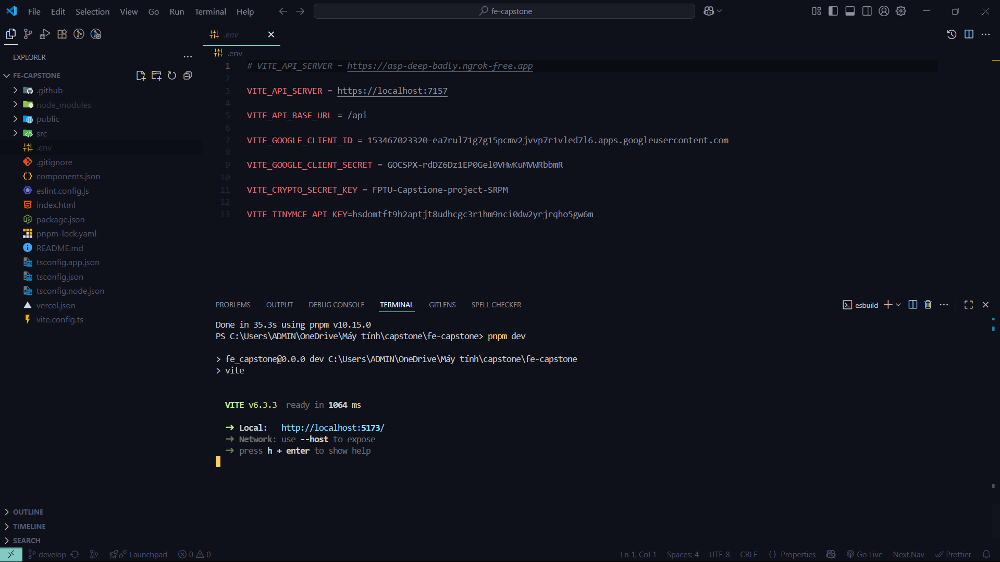 File Edit Selection View Go Run Terminal Help
fe-capstone
EXPLORER
FE-CAPSTONE
.github
node_modules
public
src
.env
.gitignore
components.json
eslint.config.js
index.html
package.json
pnpm-lock.yaml
README.md
tsconfig.app.json
tsconfig.json
tsconfig.node.json
vercel.json
vite.config.ts
OUTLINE
TIMELINE
SEARCH
.env
.env
1 # VITE_API_SERVER = https://asp-deep-badly.ngrok-free.app
2
3 VITE_API_SERVER = https://localhost:7157
4
5 VITE_API_BASE_URL = /api
6
7 VITE_GOOGLE_CLIENT_ID = 153467023320-ea7rul71g7g15pcmv2jvvp7r1vled7l6.apps.googleusercontent.com
8
9 VITE_GOOGLE_CLIENT_SECRET = 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
10
11 VITE_CRYPTO_SECRET_KEY = FPTU-Capstione-project-SRPM
12
13 VITE_TINYMCE_API_KEY=hsdomtft9h2aptjt8udhcgc3r1hm9nci0dw2yrjrqho5gw6m
PROBLEMS OUTPUT DEBUG CONSOLE TERMINAL GITLENS SPELL CHECKER
esbuild
Done in 35.3s using pnpm v10.15.0
PS C:\Users\ADMIN\OneDrive\Máy tính\capstone\fe-capstone> pnpm dev
> fe_capstone@0.0.0 dev C:\Users\ADMIN\OneDrive\Máy tính\capstone\fe-capstone
> vite
VITE v6.3.3 ready in 1064 ms
➜ Local: http://localhost:5173/
➜ Network: use --host to expose
➜ press h + enter to show help
develop Launchpad 0 0 Ln 1, Col 1 Spaces: 4 UTF-8 CRLF {} Properties Go Live Next.Nav Prettier